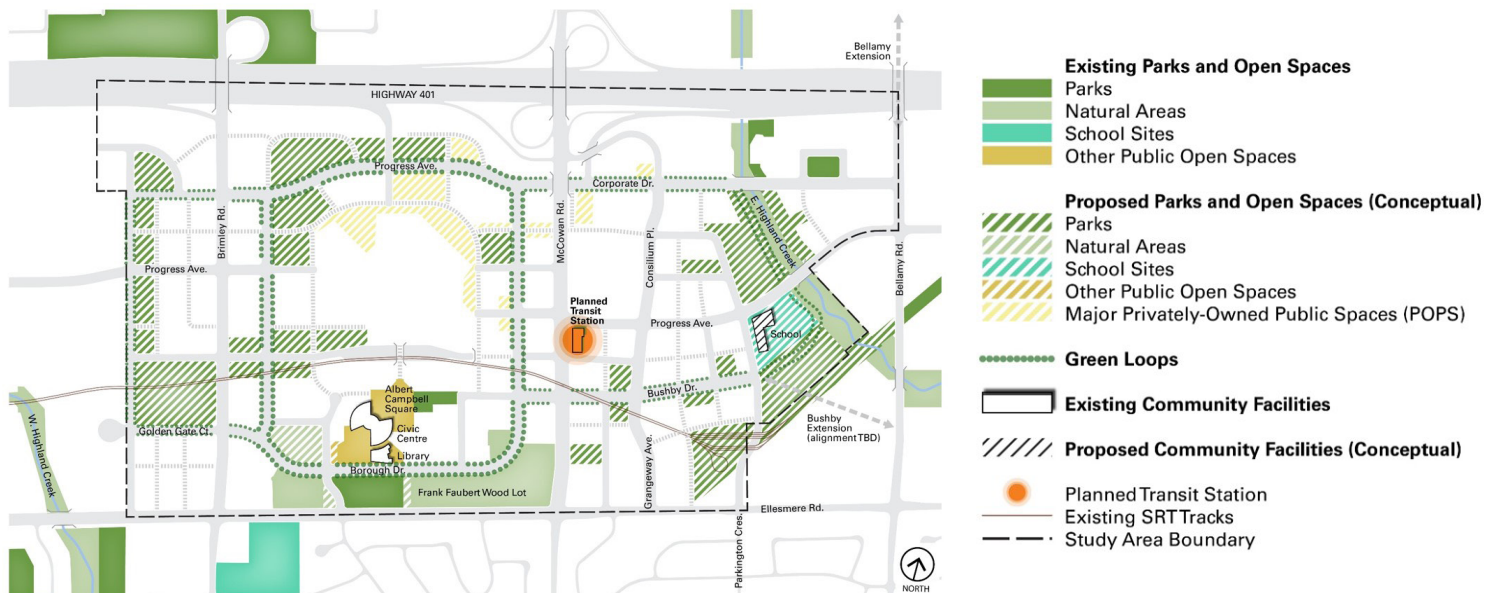 Bellamy
Extension
HIGHWAY 401
Progress Ave.
Corporate Dr.
E. Highland Creek
Brimley Rd.
McCowan Rd.
Consilium Pl.
Bellamy Rd.
Progress Ave.
Planned
Transit
Station
Progress Ave.
School
Albert
Campbell
Square
Bushby Dr.
Bushby
Extension
(alignment TBD)
W. Highland Creek
Golden Gate Ct.
Civic
Centre
Library
Borough Dr.
Grangeway Ave.
Frank Faubert Wood Lot
Ellesmere Rd.
Parkington Cres.
NORTH
Existing Parks and Open Spaces
Parks
Natural Areas
School Sites
Other Public Open Spaces
Proposed Parks and Open Spaces (Conceptual)
Parks
Natural Areas
School Sites
Other Public Open Spaces
Major Privately-Owned Public Spaces (POPS)
Green Loops
Existing Community Facilities
Proposed Community Facilities (Conceptual)
Planned Transit Station
Existing SRT Tracks
Study Area Boundary